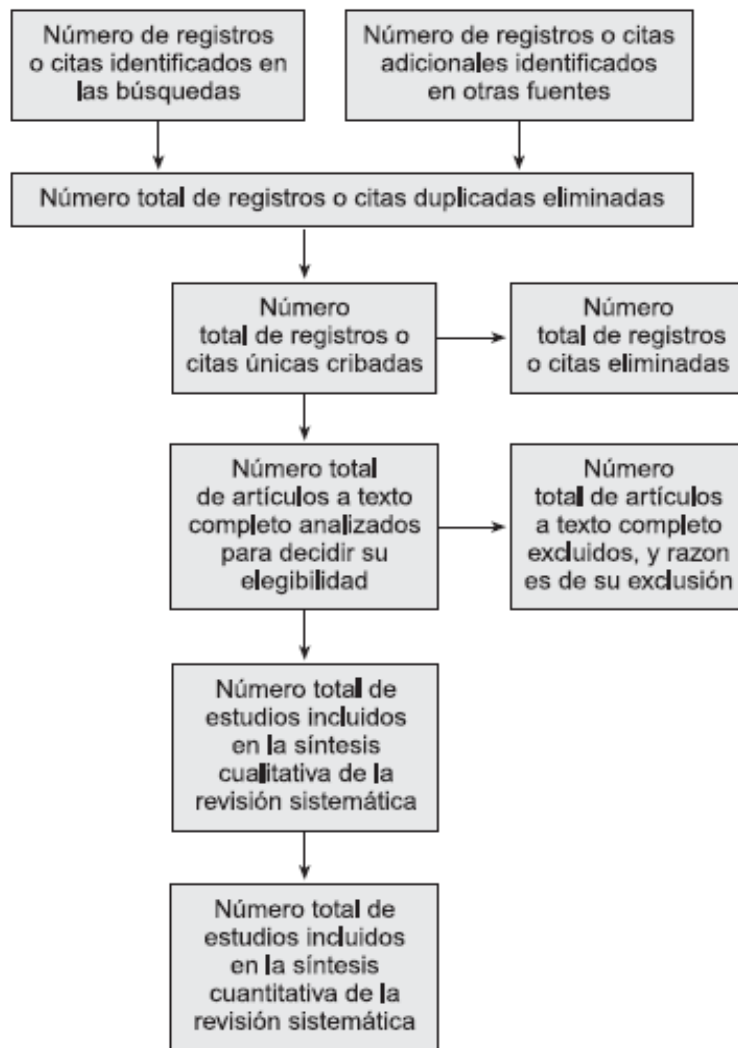 Número de registros
o citas identificados en
las búsquedas
Número de registros o citas
adicionales identificados
en otras fuentes
Número total de registros o citas duplicadas eliminadas
Número
total de registros o
citas únicas cribadas
Número
total de registros
o citas eliminadas
Número total
de artículos a texto
completo analizados
para decidir su
elegibilidad
Número
total de artículos
a texto completo
excluidos, y razon
es de su exclusión
Número total de
estudios incluidos
en la síntesis
cualitativa de la
revisión sistemática
Número total de
estudios incluidos
en la síntesis
cuantitativa de la
revisión sistemática